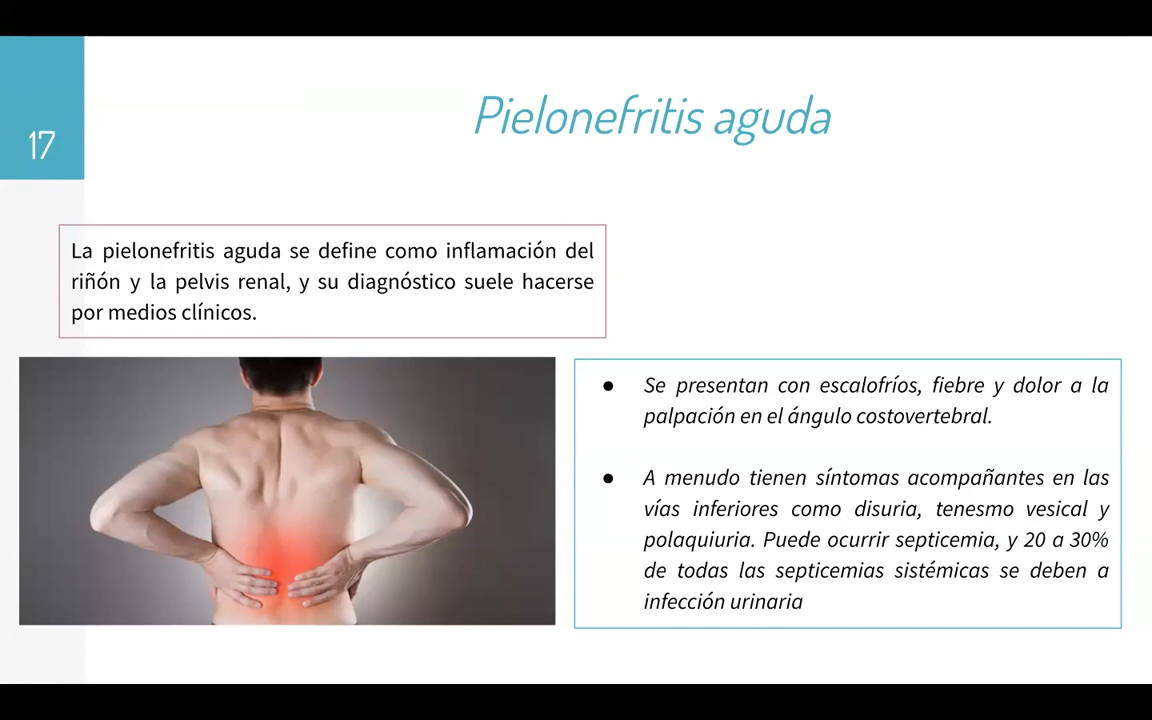 17
Pielonefritis aguda
La pielonefritis aguda se define como inflamación del
riñón y la pelvis renal, y su diagnóstico suele hacerse
por medios clínicos.
● Se presentan con escalofríos, fiebre y dolor a la
palpación en el ángulo costovertebral.
● A menudo tienen síntomas acompañantes en las
vías inferiores como disuria, tenesmo vesical y
polaquiuria. Puede ocurrir septicemia, y 20 a 30%
de todas las septicemias sistémicas se deben a
infección urinaria